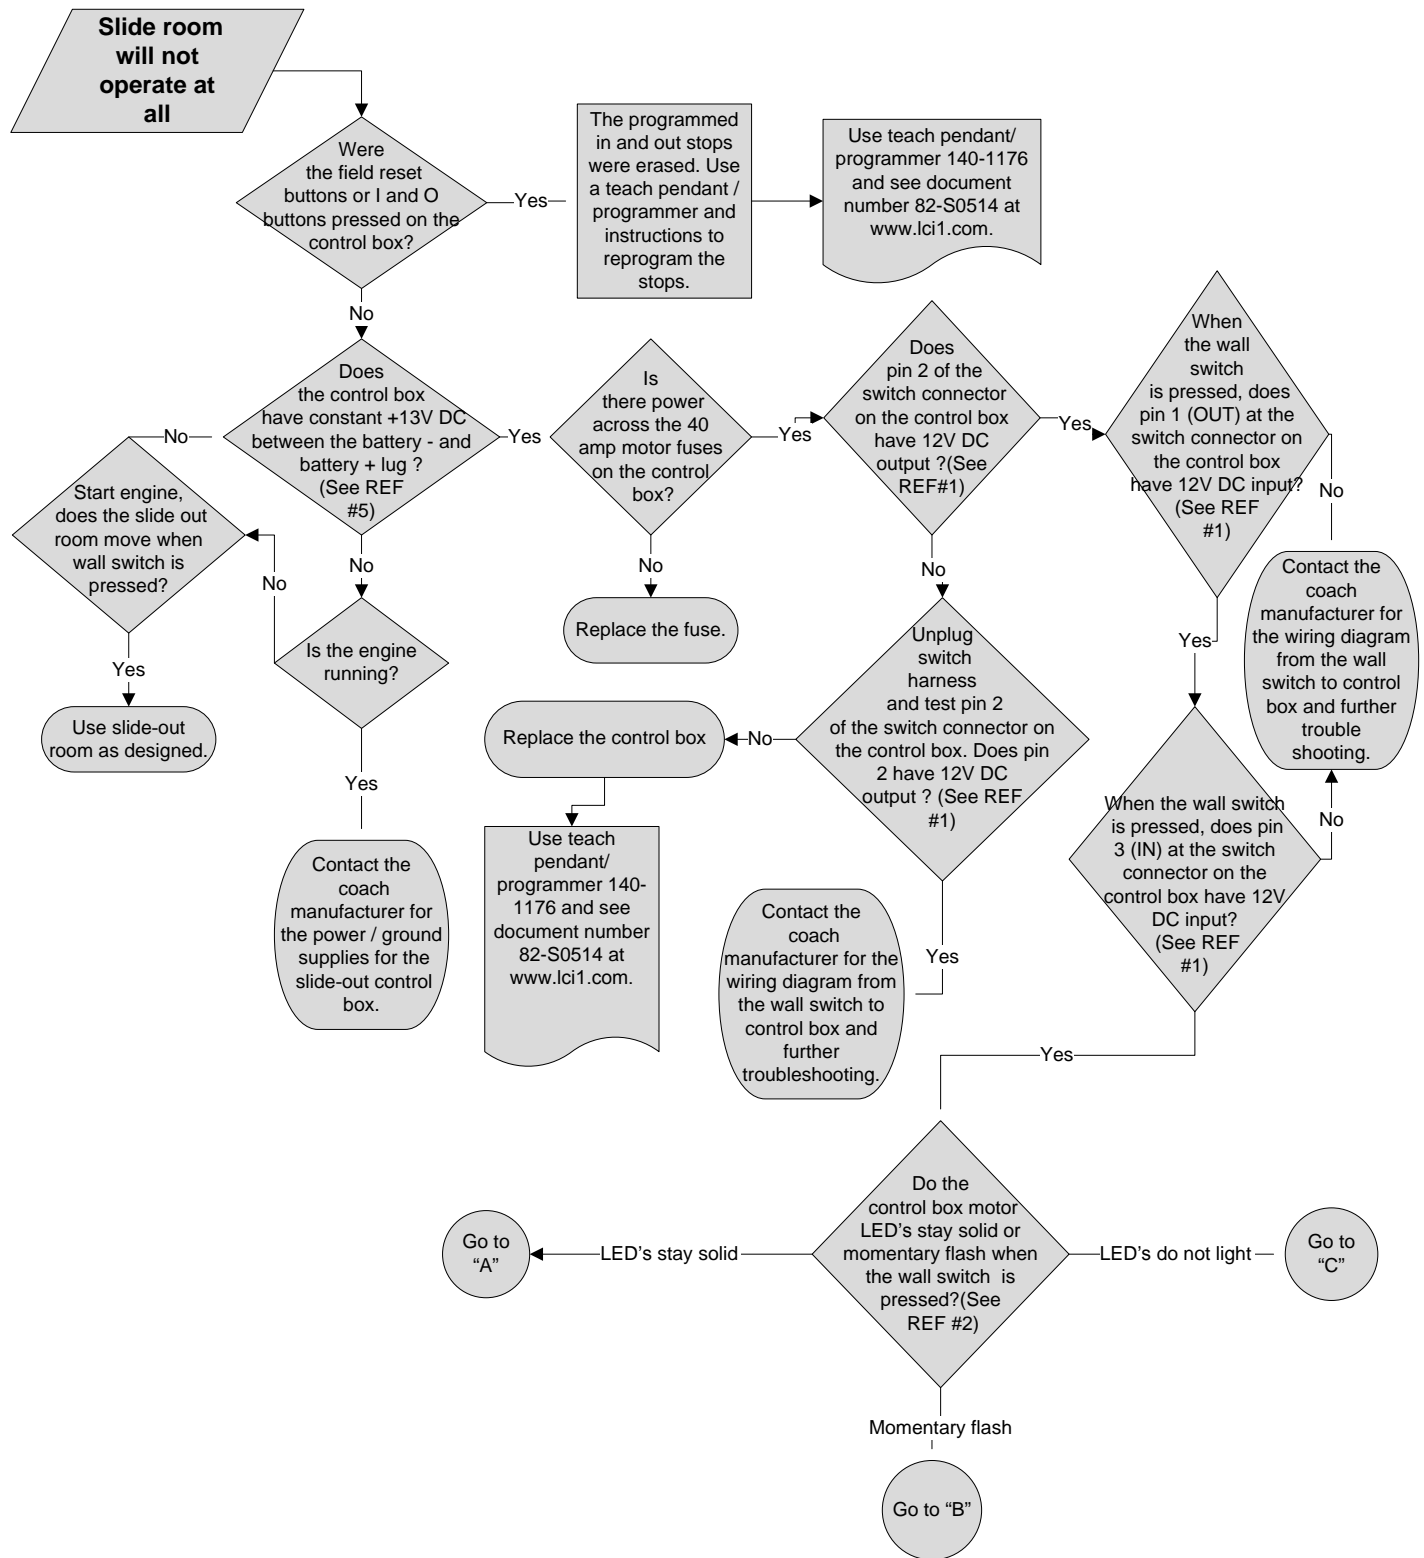 Slide room
will not
operate at
all
Were
the field reset
buttons or I and O
buttons pressed on the
control box?
Yes
The programmed
in and out stops
were erased. Use
a teach pendant /
programmer and
instructions to
reprogram the
stops.
Use teach pendant/
programmer 140-1176
and see document
number 82-S0514 at
www.lci1.com.
No
Does
the control box
have constant +13V DC
between the battery - and
battery + lug ?
(See REF
#5)
No
Yes
Is
there power
across the 40
amp motor fuses
on the control
box?
Yes
Does
pin 2 of the
switch connector
on the control box
have 12V DC
output ?(See
REF#1)
Yes
When
the wall
switch
is pressed, does
pin 1 (OUT) at the
switch connector on
the control box
have 12V DC input?
(See REF
#1)
No
Start engine,
does the slide out
room move when
wall switch is
pressed?
No
No
Is the engine
running?
Yes
Use slide-out
room as designed.
Yes
Contact the
coach
manufacturer for
the power / ground
supplies for the
slide-out control
box.
No
Replace the fuse.
No
Unplug
switch
harness
and test pin 2
of the switch connector on
the control box. Does pin
2 have 12V DC
output ? (See REF
#1)
No
Replace the control box
Use teach
pendant/
programmer 140-
1176 and see
document number
82-S0514 at
www.lci1.com.
Yes
Contact the
coach
manufacturer for the
wiring diagram from
the wall switch to
control box and
further
troubleshooting.
Contact the
coach
manufacturer for
the wiring diagram
from the wall
switch to control
box and further
trouble
shooting.
Yes
When the wall switch
is pressed, does pin
3 (IN) at the switch
connector on the
control box have 12V
DC input?
(See REF
#1)
No
Yes
Do the
control box motor
LED's stay solid or
momentary flash when
the wall switch is
pressed?(See
REF #2)
LED's stay solid
Go to
“A”
LED's do not light
Go to
“C”
Momentary flash
Go to “B”